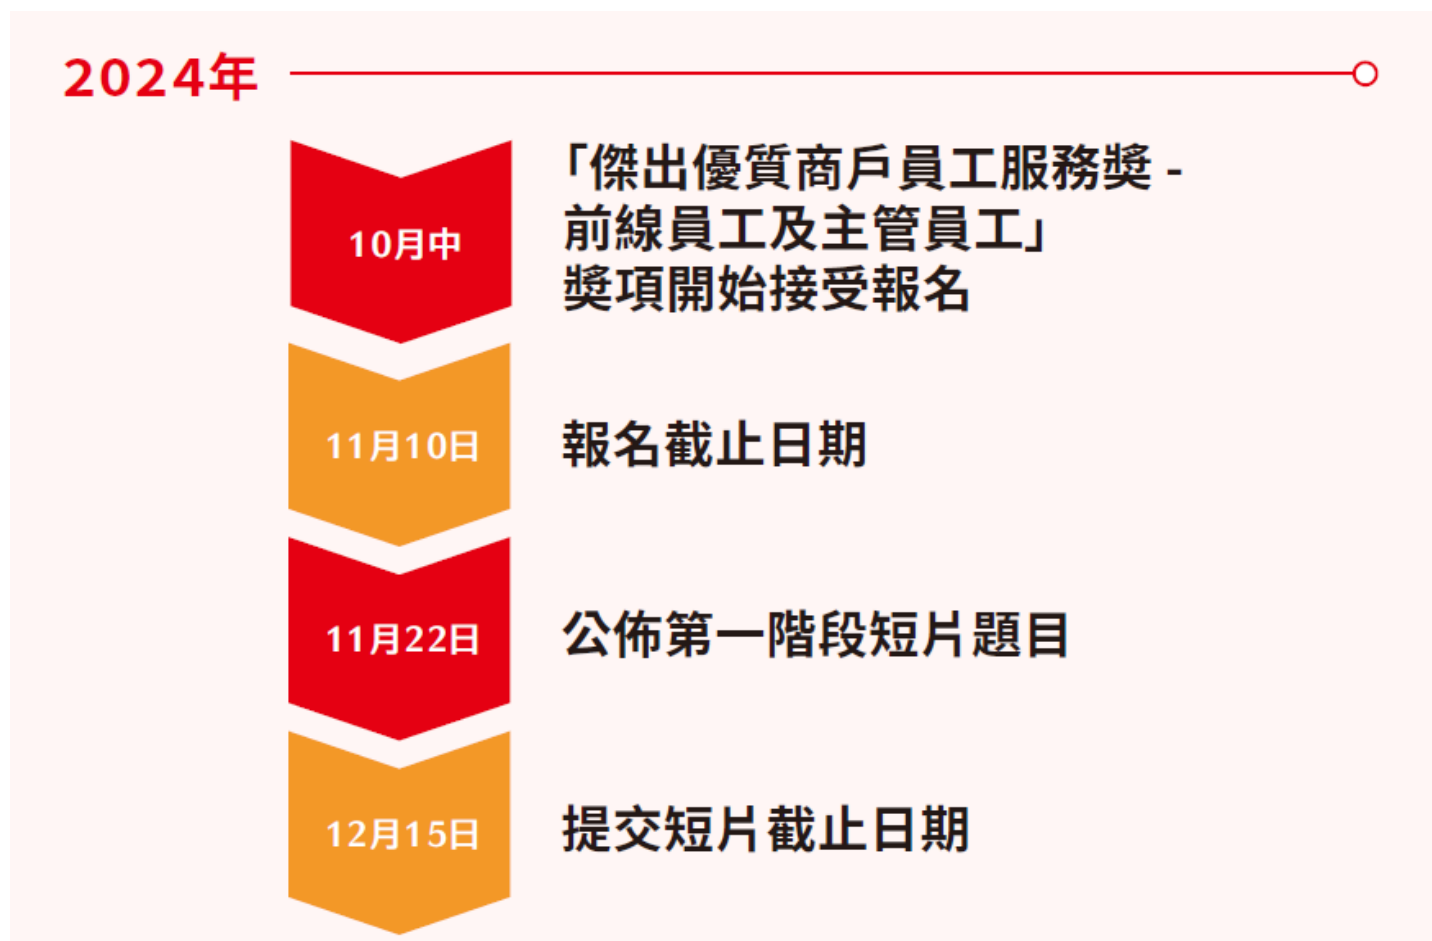 2024年
10月中
「傑出優質商戶員工服務獎 -
前線員工及主管員工」
獎項開始接受報名
11月10日
報名截止日期
11月22日
公佈第一階段短片題目
12月15日
提交短片截止日期